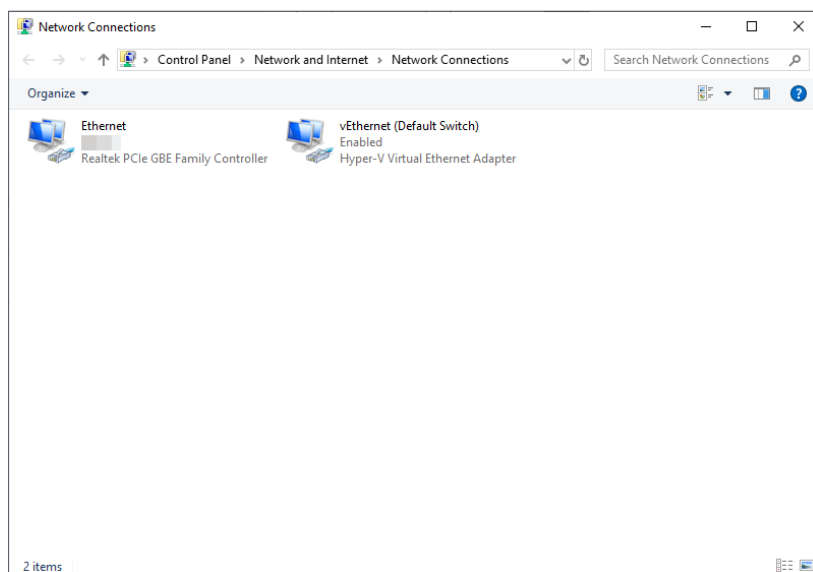 Network Connections
Control Panel › Network and Internet › Network Connections
Search Network Connections
Organize
?
Ethernet
Realtek PCIe GBE Family Controller
vEthernet (Default Switch)
Enabled
Hyper-V Virtual Ethernet Adapter
2 items